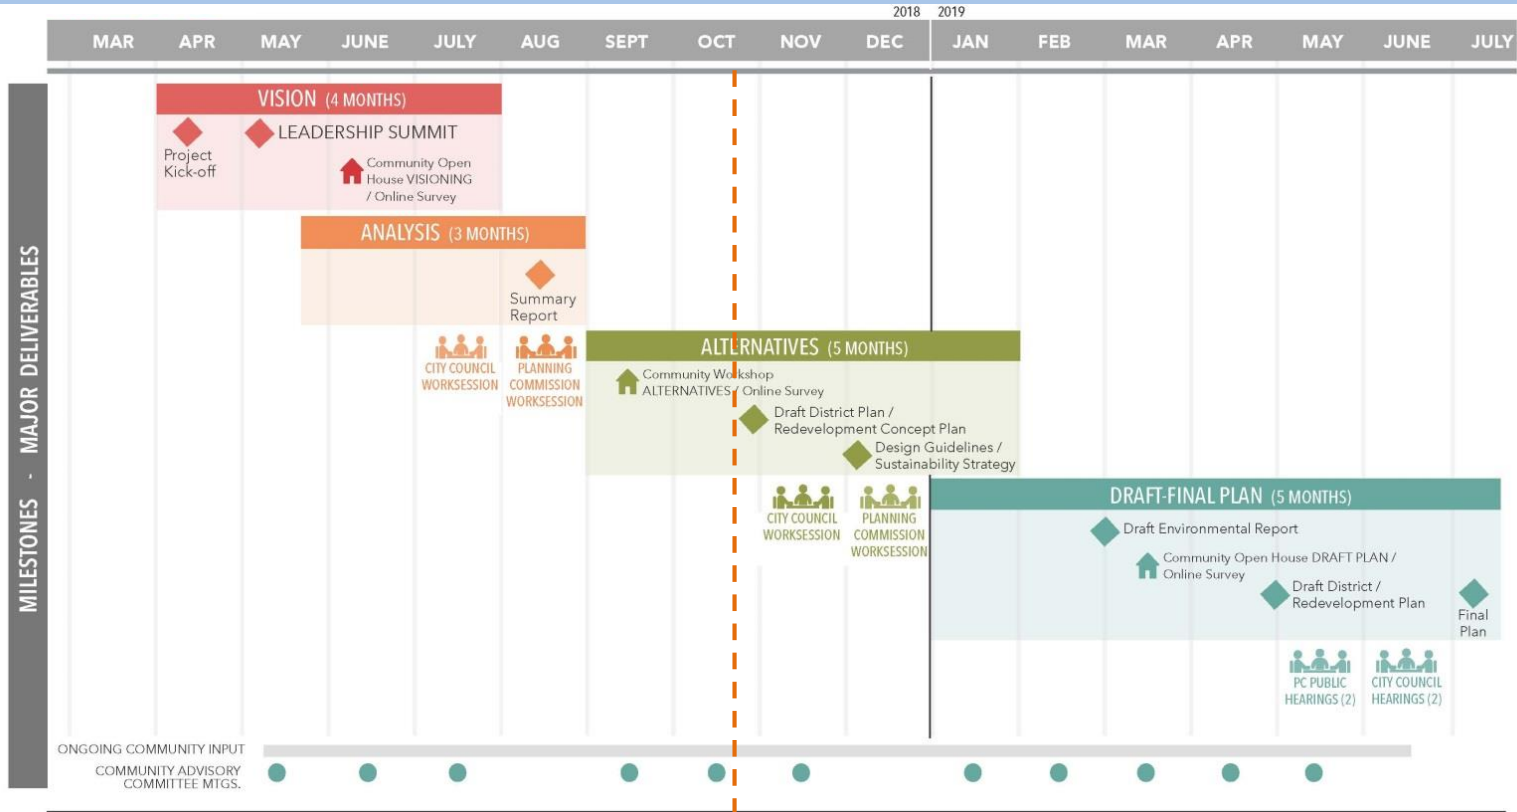 2018 2019
MAR APR MAY JUNE JULY AUG SEPT OCT NOV DEC JAN FEB MAR APR MAY JUNE JULY
MILESTONES - MAJOR DELIVERABLES
VISION (4 MONTHS)
Project
Kick-off
LEADERSHIP SUMMIT
Community Open
House VISIONING
/ Online Survey
ANALYSIS (3 MONTHS)
Summary
Report
CITY COUNCIL
WORKSESSION
PLANNING
COMMISSION
WORKSESSION
ALTERNATIVES (5 MONTHS)
Community Workshop
ALTERNATIVES / Online Survey
Draft District Plan /
Redevelopment Concept Plan
Design Guidelines /
Sustainability Strategy
CITY COUNCIL
WORKSESSION
PLANNING
COMMISSION
WORKSESSION
DRAFT-FINAL PLAN (5 MONTHS)
Draft Environmental Report
Community Open House DRAFT PLAN /
Online Survey
Draft District /
Redevelopment Plan
Final
Plan
PC PUBLIC
HEARINGS (2)
CITY COUNCIL
HEARINGS (2)
ONGOING COMMUNITY INPUT
COMMUNITY ADVISORY
COMMITTEE MTGS.